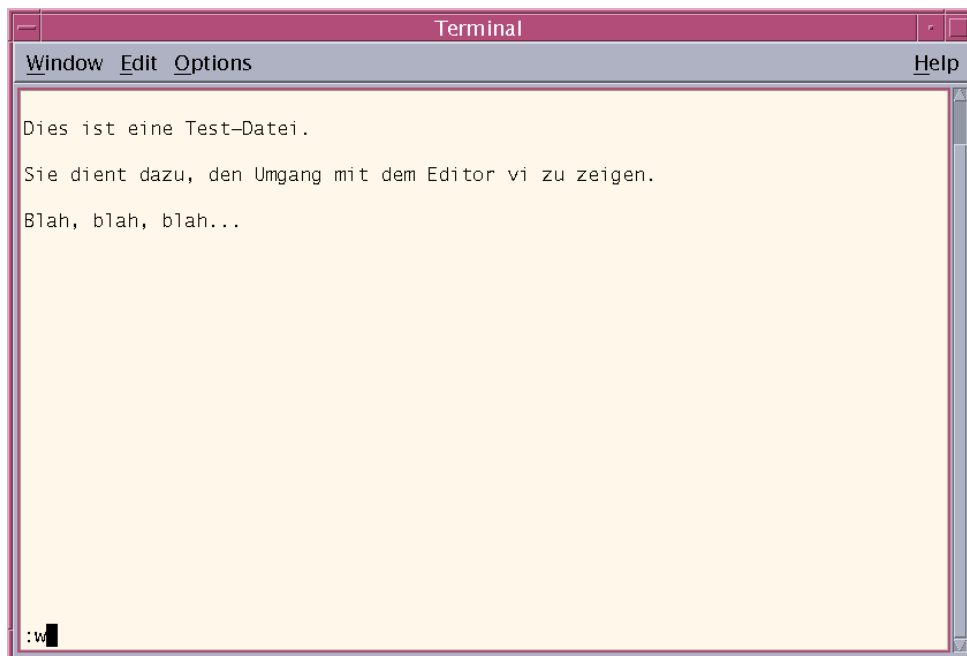 Terminal
Window Edit Options Help
Dies ist eine Test-Datei.
Sie dient dazu, den Umgang mit dem Editor vi zu zeigen.
Blah, blah, blah...
:w